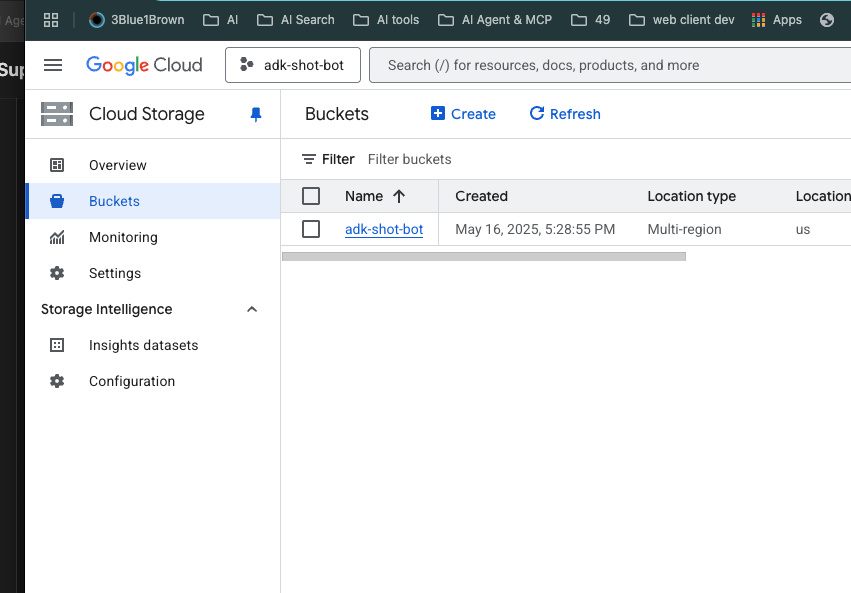 Age
3Blue1Brown AI AI Search AI tools AI Agent & MCP 49 web client dev Apps
Sup
Google Cloud adk-shot-bot Search (/) for resources, docs, products, and more
Cloud Storage Buckets Create Refresh
Filter Filter buckets
Overview
Name Created Location type Location
Buckets
adk-shot-bot May 16, 2025, 5:28:55 PM Multi-region us
Monitoring
Settings
Storage Intelligence
Insights datasets
Configuration